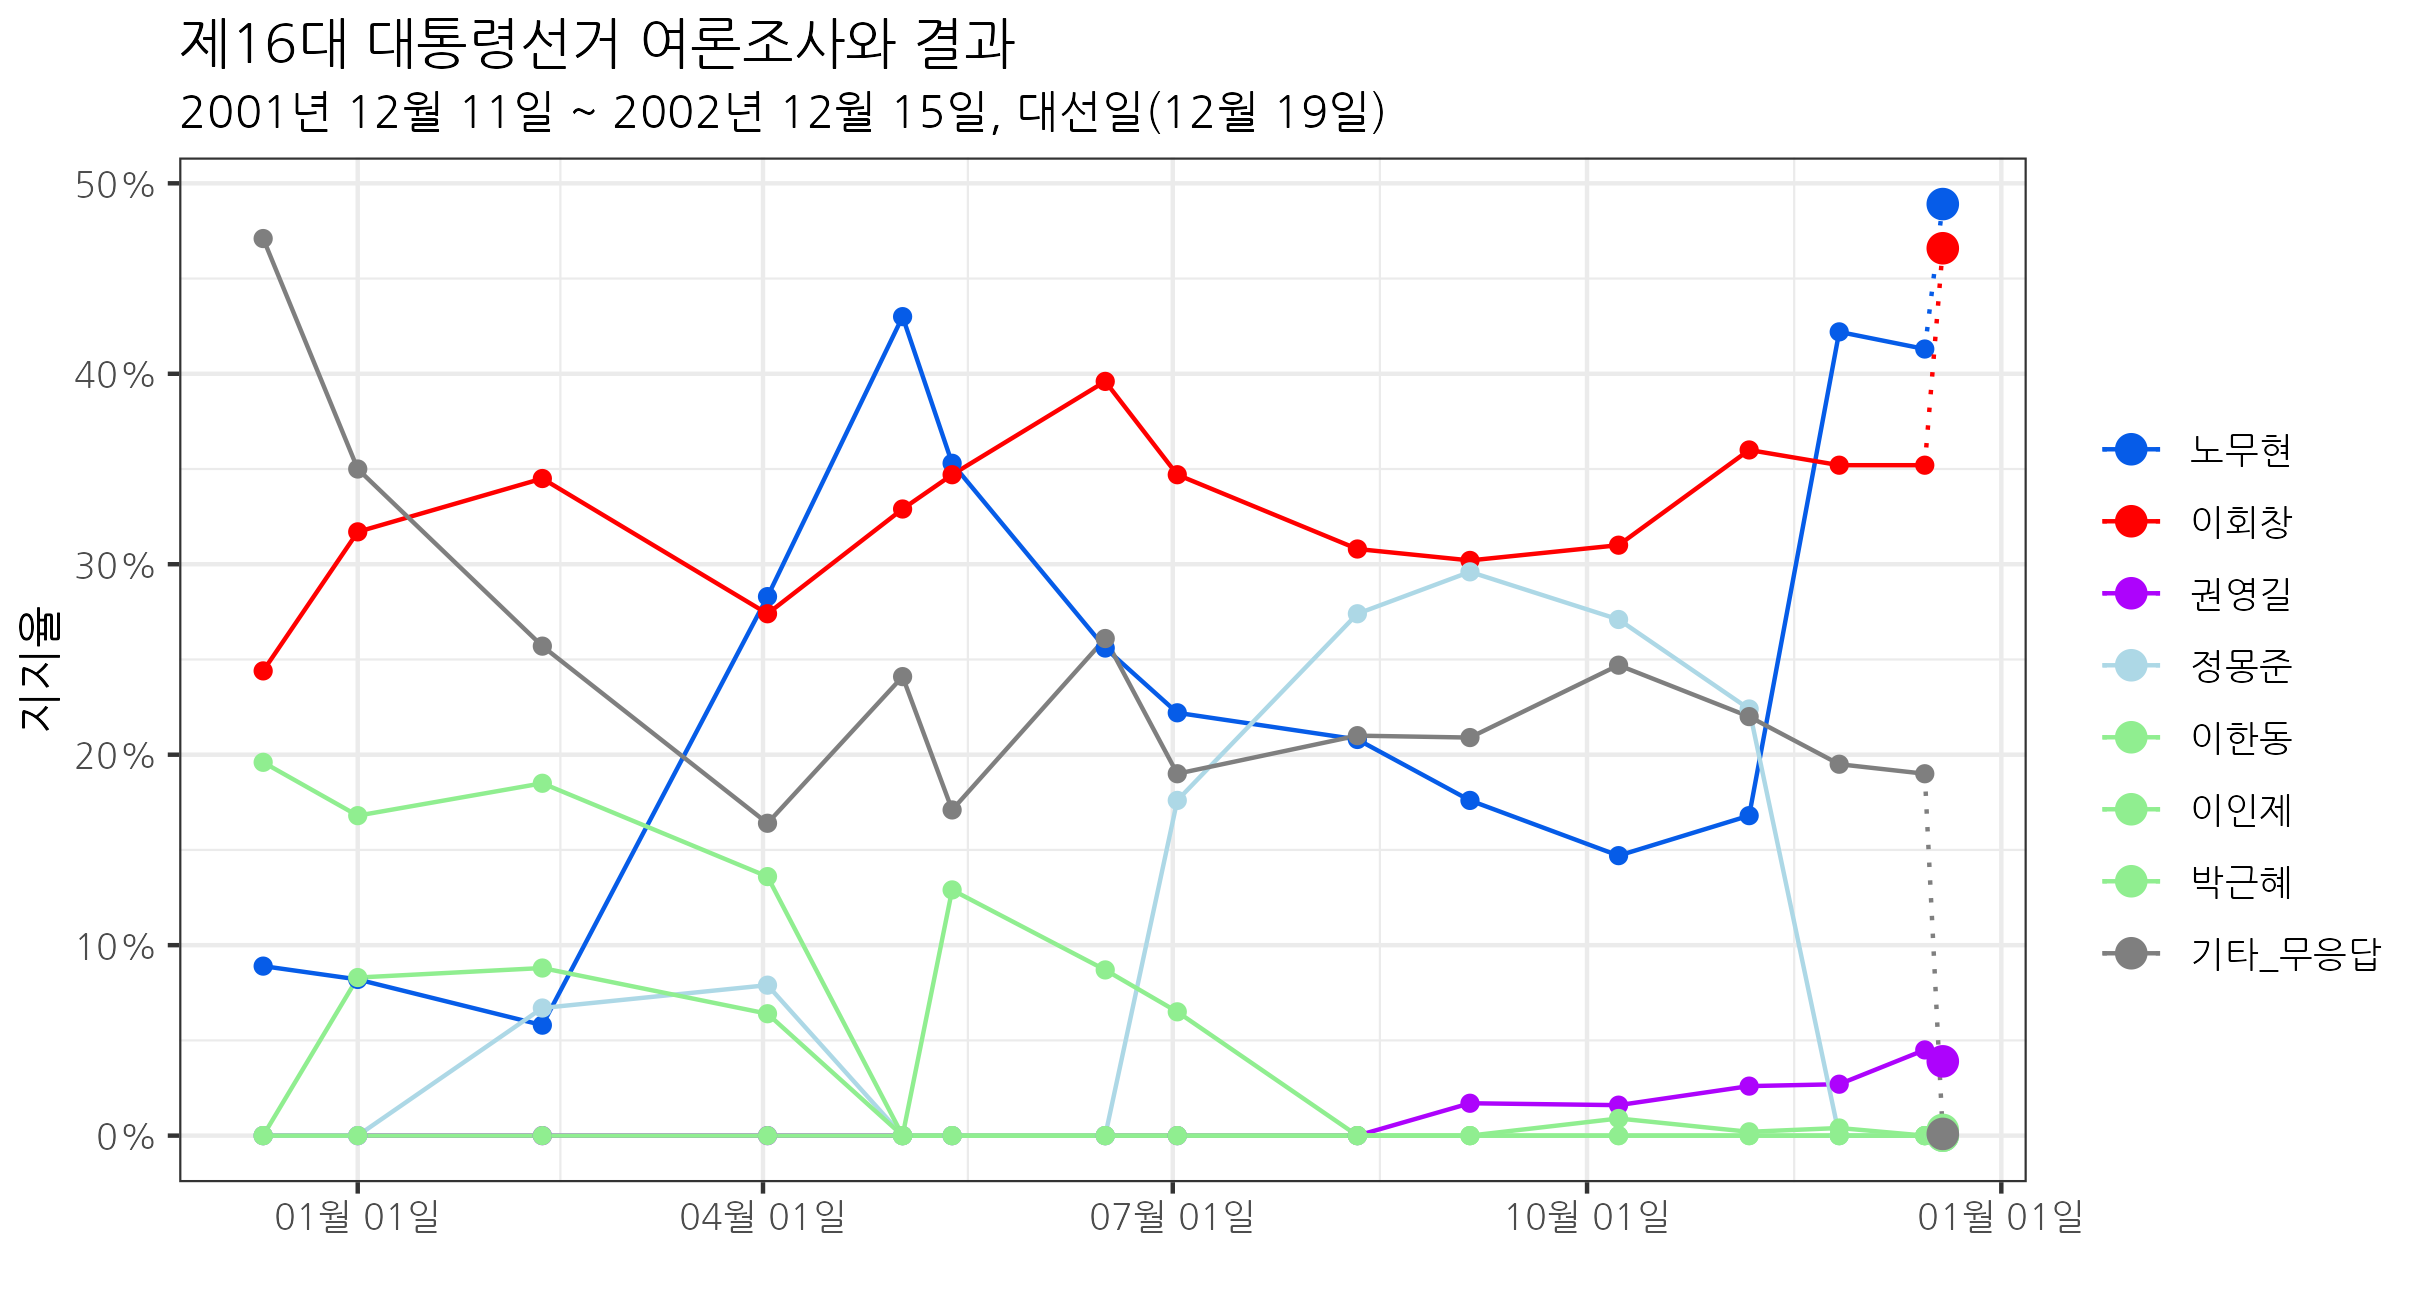 제16대 대통령선거 여론조사와 결과
2001년 12월 11일 ~ 2002년 12월 15일, 대선일(12월 19일)
지지율
50%
40%
30%
20%
10%
0%
01월 01일
04월 01일
07월 01일
10월 01일
01월 01일
노무현
이회창
권영길
정몽준
이한동
이인제
박근혜
기타_무응답